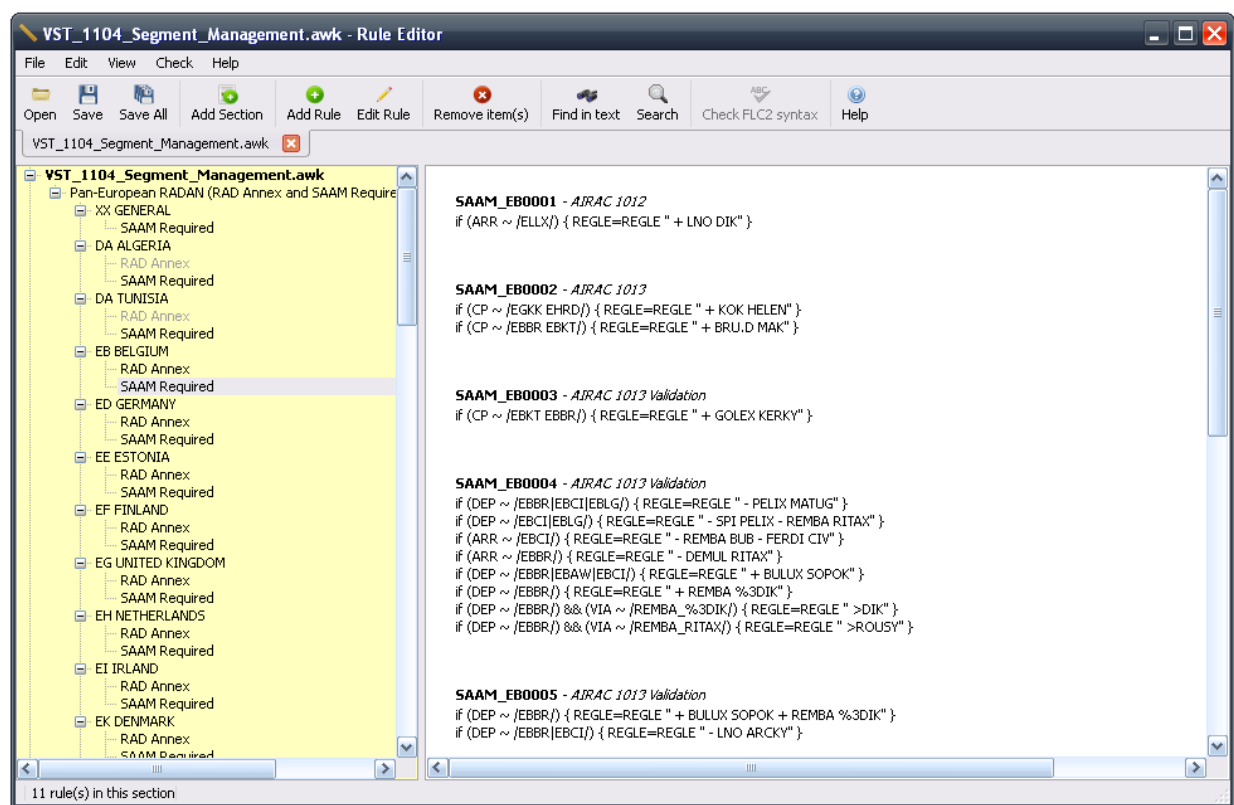 VST_1104_Segment_Management.awk - Rule Editor
File Edit View Check Help
Open Save Save All Add Section Add Rule Edit Rule Remove item(s) Find in text Search Check FLC2 syntax Help
VST_1104_Segment_Management.awk
VST_1104_Segment_Management.awk
Pan-European RADAN (RAD Annex and SAAM Require
XX GENERAL
SAAM Required
DA ALGERIA
RAD Annex
SAAM Required
DA TUNISIA
RAD Annex
SAAM Required
EB BELGIUM
RAD Annex
SAAM Required
ED GERMANY
RAD Annex
SAAM Required
EE ESTONIA
RAD Annex
SAAM Required
EF FINLAND
RAD Annex
SAAM Required
EG UNITED KINGDOM
RAD Annex
SAAM Required
EH NETHERLANDS
RAD Annex
SAAM Required
EI IRLAND
RAD Annex
SAAM Required
EK DENMARK
RAD Annex
SAAM Required
SAAM_EB0001 - AIRAC 1012
if (ARR ~ /ELLX/) { REGLE=REGLE " + LNO DIK" }
SAAM_EB0002 - AIRAC 1013
if (CP ~ /EGKK EHRD/) { REGLE=REGLE " + KOK HELEN" }
if (CP ~ /EBBR EBKT/) { REGLE=REGLE " + BRU.D MAK" }
SAAM_EB0003 - AIRAC 1013 Validation
if (CP ~ /EBKT EBBR/) { REGLE=REGLE " + GOLEX KERKY" }
SAAM_EB0004 - AIRAC 1013 Validation
if (DEP ~ /EBBR|EBCI|EBLG/) { REGLE=REGLE " - PELIX MATUG" }
if (DEP ~ /EBCI|EBLG/) { REGLE=REGLE " - SPI PELIX - REMBA RITAX" }
if (ARR ~ /EBCI/) { REGLE=REGLE " - REMBA BUB - FERDI CIV" }
if (ARR ~ /EBBR/) { REGLE=REGLE " - DEMUL RITAX" }
if (DEP ~ /EBBR|EBAW|EBCI/) { REGLE=REGLE " + BULUX SOPOK" }
if (DEP ~ /EBBR/) { REGLE=REGLE " + REMBA %3DIK" }
if (DEP ~ /EBBR/) && (VIA ~ /REMBA_%3DIK/) { REGLE=REGLE " >DIK" }
if (DEP ~ /EBBR/) && (VIA ~ /REMBA_RITAX/) { REGLE=REGLE " >ROUSY" }
SAAM_EB0005 - AIRAC 1013 Validation
if (DEP ~ /EBBR/) { REGLE=REGLE " + BULUX SOPOK + REMBA %3DIK" }
if (DEP ~ /EBBR|EBCI/) { REGLE=REGLE " - LNO ARCKY" }
11 rule(s) in this section